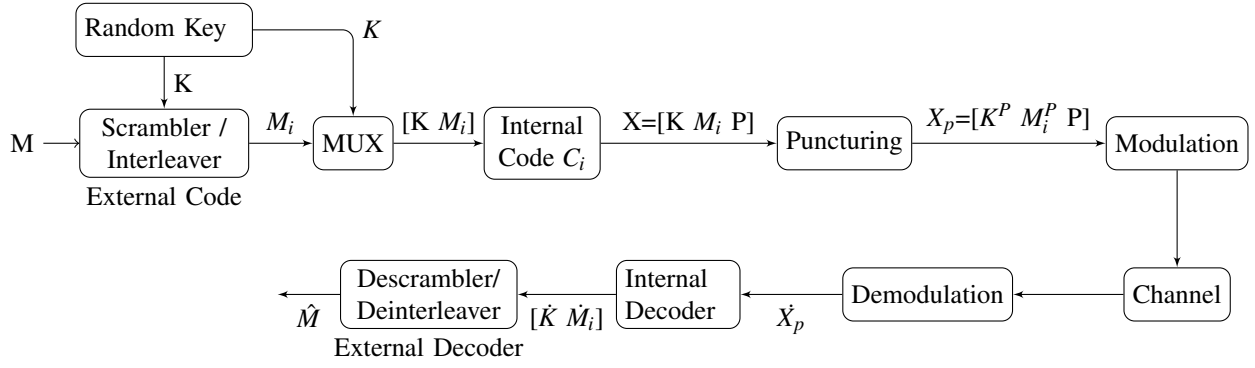 Random Key
K
K
M
Scrambler /
Interleaver
External Code
M_i
MUX
[K M_i]
Internal
Code C_i
X=[K M_i P]
Puncturing
X_p=[K^P M_i^P P]
Modulation
Channel
Demodulation
Ẋ_p
Internal
Decoder
[K̇ Ṁ_i]
Descrambler/
Deinterleaver
External Decoder
M̂